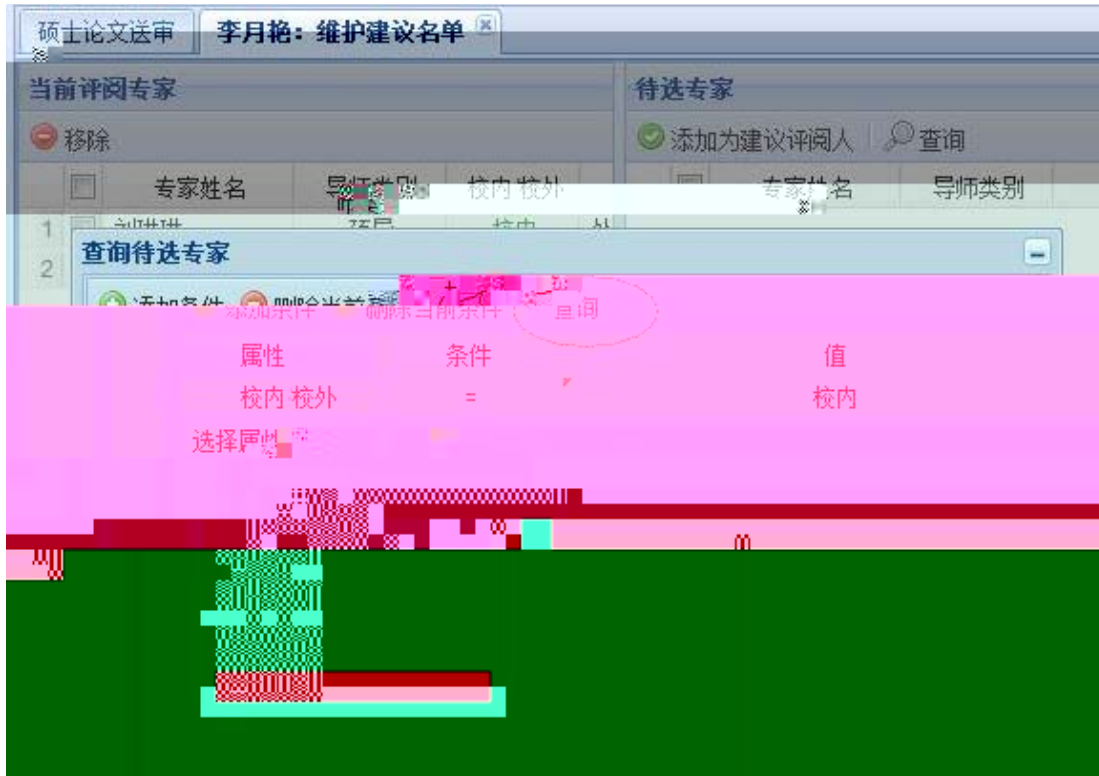 硕士论文送审 李月艳：维护建议名单
当前评阅专家 待选专家
移除 添加为建议评阅人 查询
专家姓名 导师类别 校内 校外 专家姓名 导师类别
1
2 查询待选专家
添加条件 删除当前条件 查询
属性 条件 值
校内 校外 = 校内
选择属性